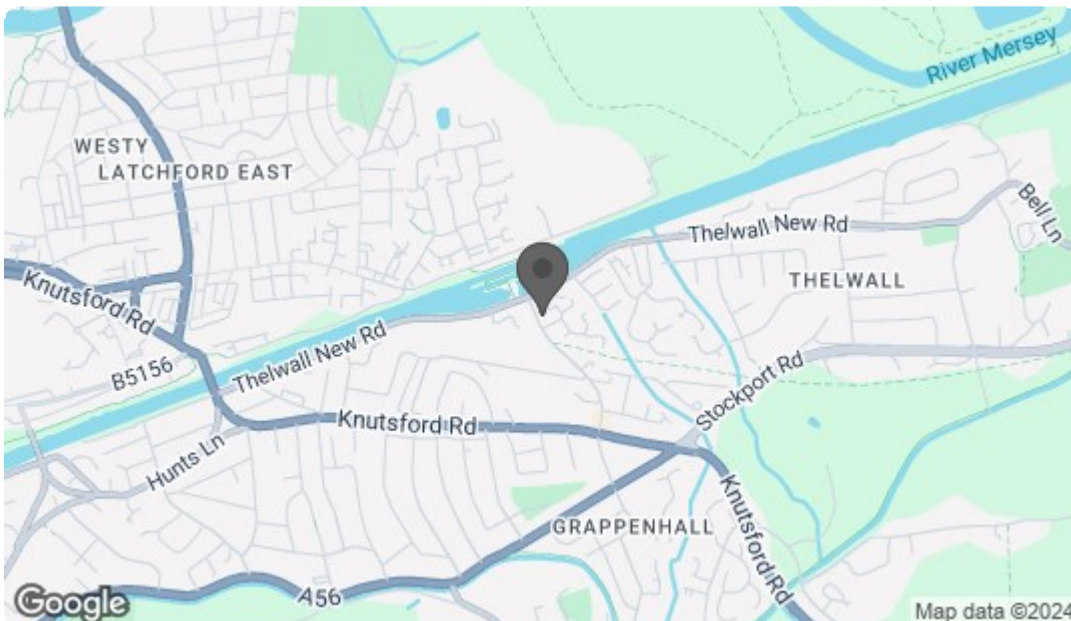 River Mersey
WESTY
LATCHFORD EAST
Bell Ln
Thelwall New Rd
THELWALL
Knutsford Rd
B5156
Thelwall New Rd
Stockport Rd
Knutsford Rd
Hunts Ln
Knutsford Rd
GRAPPENHALL
A56
Google
Map data ©2024